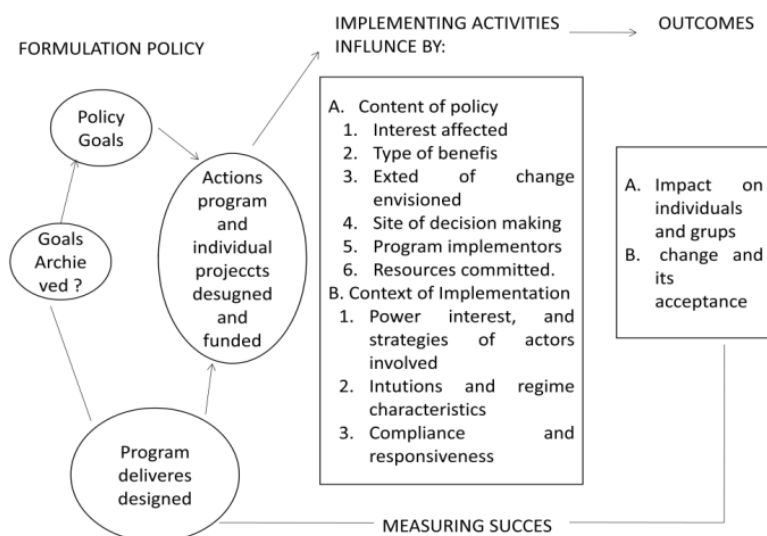 FORMULATION POLICY
Policy
Goals
Goals
Archie
ved ?
Program
deliveres
designed
Actions
program
and
individual
projeccts
desugned
and
funded
IMPLEMENTING ACTIVITIES
INFLUNCE BY:
A. Content of policy
1. Interest affected
2. Type of benefis
3. Exted of change
envisioned
4. Site of decision making
5. Program implementors
6. Resources committed.
B. Context of Implementation
1. Power interest, and
strategies of actors
involved
2. Intutions and regime
characteristics
3. Compliance and
responsiveness
OUTCOMES
A. Impact on
individuals
and grups
B. change and
its
acceptance
MEASURING SUCCES